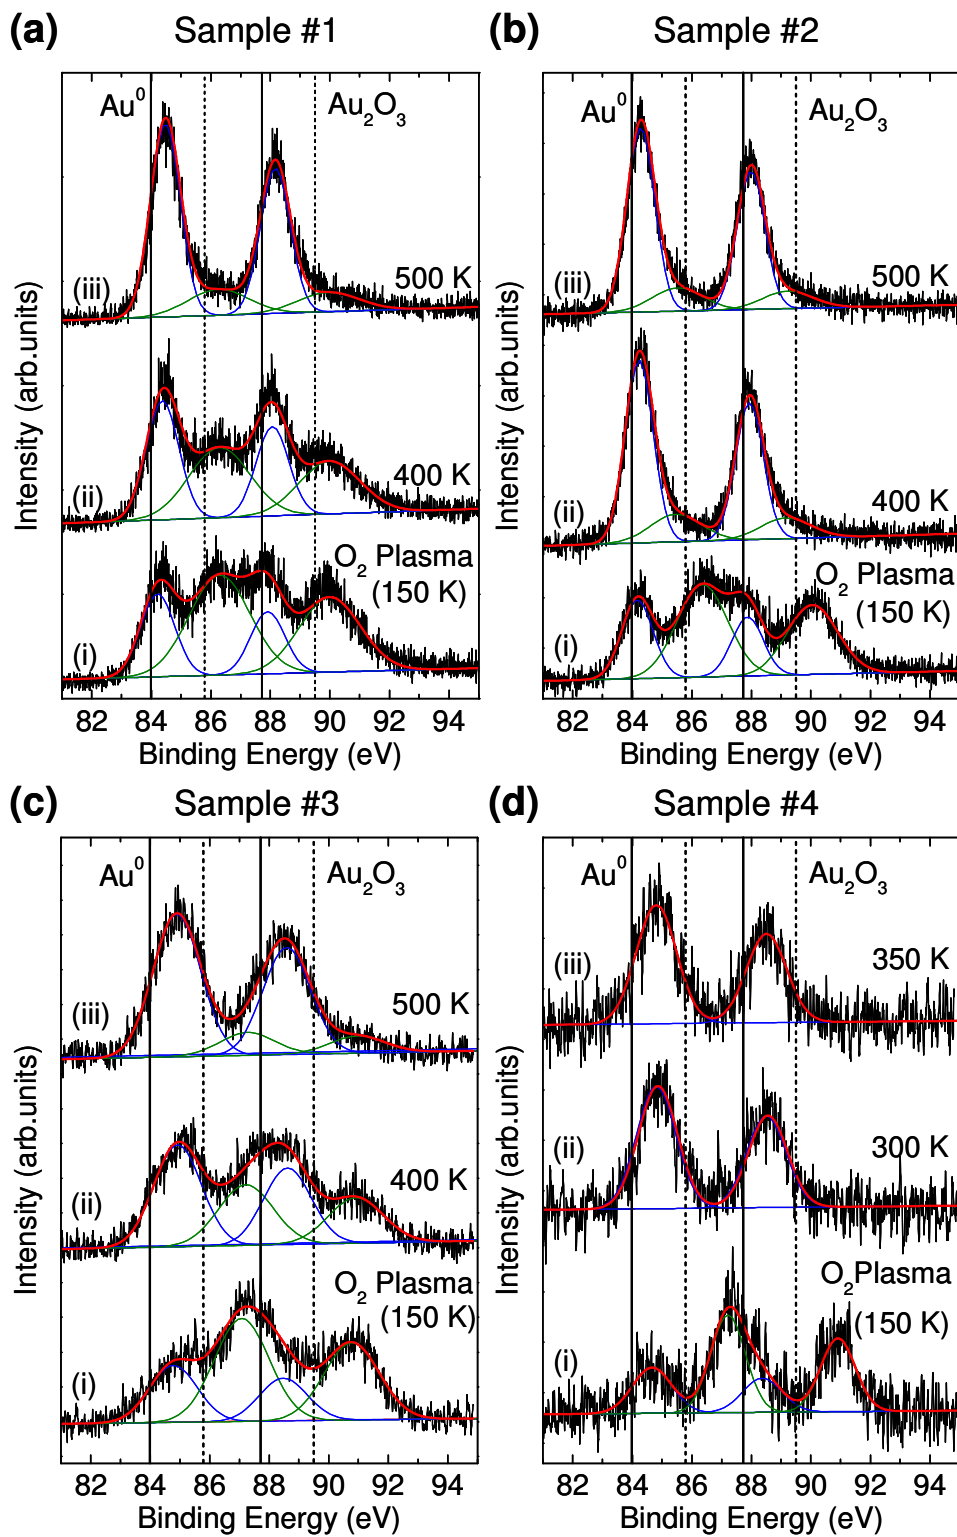 (a) Sample #1
Au⁰ Au₂O₃
(iii) 500 K
(ii) 400 K
O₂ Plasma
(150 K)
(i)
82 84 86 88 90 92 94
Binding Energy (eV)
Intensity (arb.units)
(b) Sample #2
Au⁰ Au₂O₃
(iii) 500 K
(ii) 400 K
O₂ Plasma
(150 K)
(i)
82 84 86 88 90 92 94
Binding Energy (eV)
Intensity (arb.units)
(c) Sample #3
Au⁰ Au₂O₃
(iii) 500 K
(ii) 400 K
O₂ Plasma
(150 K)
(i)
82 84 86 88 90 92 94
Binding Energy (eV)
Intensity (arb.units)
(d) Sample #4
Au⁰ Au₂O₃
(iii) 350 K
(ii) 300 K
O₂Plasma
(150 K)
(i)
82 84 86 88 90 92 94
Binding Energy (eV)
Intensity (arb.units)